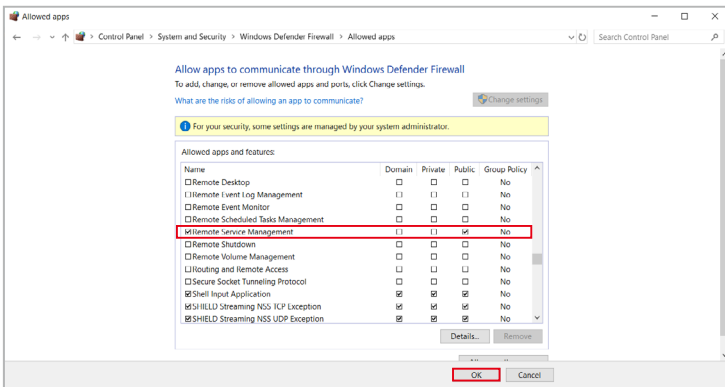 Allowed apps
Control Panel > System and Security > Windows Defender Firewall > Allowed apps
Search Control Panel
Allow apps to communicate through Windows Defender Firewall
To add, change, or remove allowed apps and ports, click Change settings.
What are the risks of allowing an app to communicate?
Change settings
For your security, some settings are managed by your system administrator.
Allowed apps and features:
Name Domain Private Public Group Policy
Remote Desktop No
Remote Event Log Management No
Remote Event Monitor No
Remote Scheduled Tasks Management No
Remote Service Management No
Remote Shutdown No
Remote Volume Management No
Routing and Remote Access No
Secure Socket Tunneling Protocol No
Shell Input Application No
SHIELD Streaming NSS TCP Exception No
SHIELD Streaming NSS UDP Exception No
Details... Remove
OK Cancel